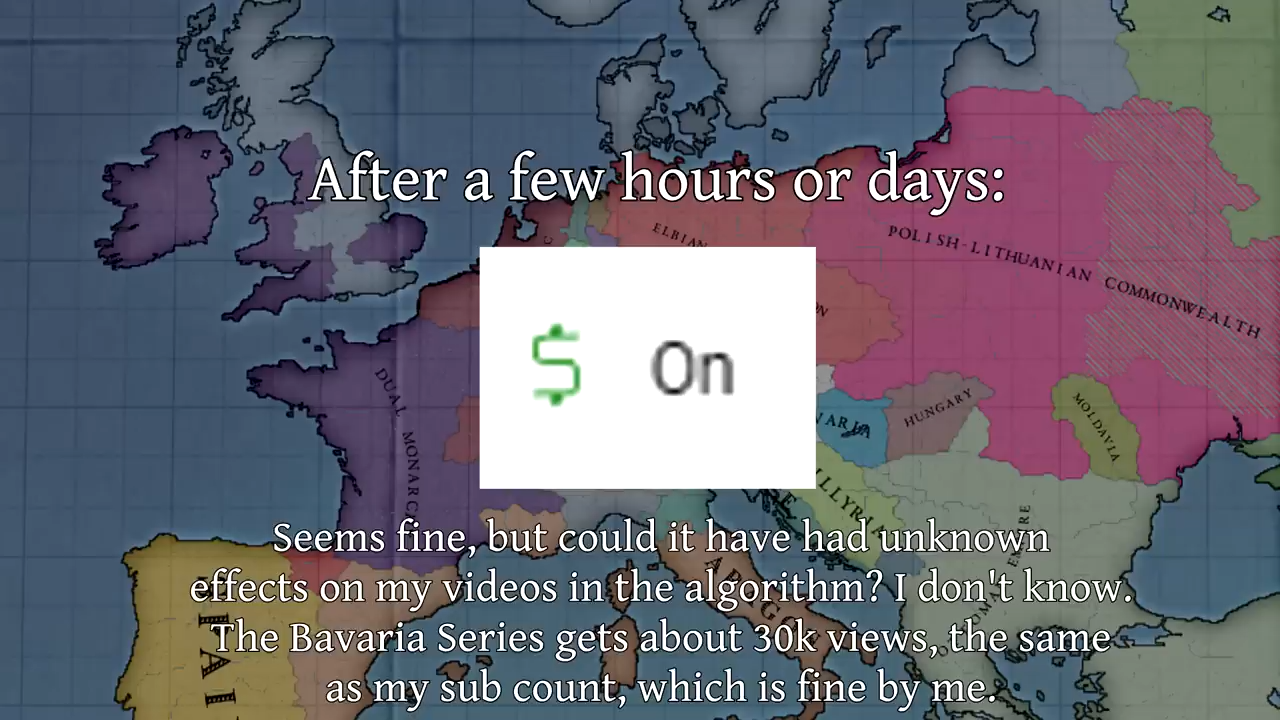 After a few hours or days:
ELBIAN
POLISH-LITHUANIAN COMMONWEALTH
$ On
DUAL MONARC
HUNGARY
MOLDAVIA
Seems fine, but could it have had unknown
effects on my videos in the algorithm? I don't know.
The Bavaria Series gets about 30k views, the same
as my sub count, which is fine by me.